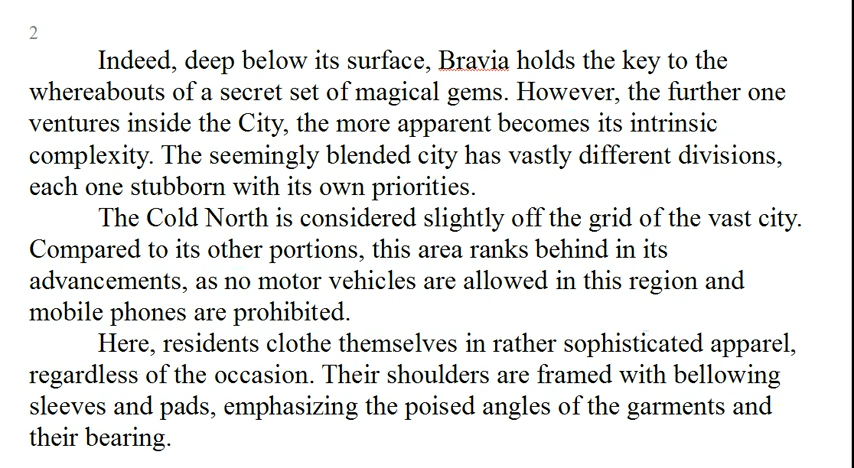 2
Indeed, deep below its surface, Bravia holds the key to the
whereabouts of a secret set of magical gems. However, the further one
ventures inside the City, the more apparent becomes its intrinsic
complexity. The seemingly blended city has vastly different divisions,
each one stubborn with its own priorities.
The Cold North is considered slightly off the grid of the vast city.
Compared to its other portions, this area ranks behind in its
advancements, as no motor vehicles are allowed in this region and
mobile phones are prohibited.
Here, residents clothe themselves in rather sophisticated apparel,
regardless of the occasion. Their shoulders are framed with bellowing
sleeves and pads, emphasizing the poised angles of the garments and
their bearing.